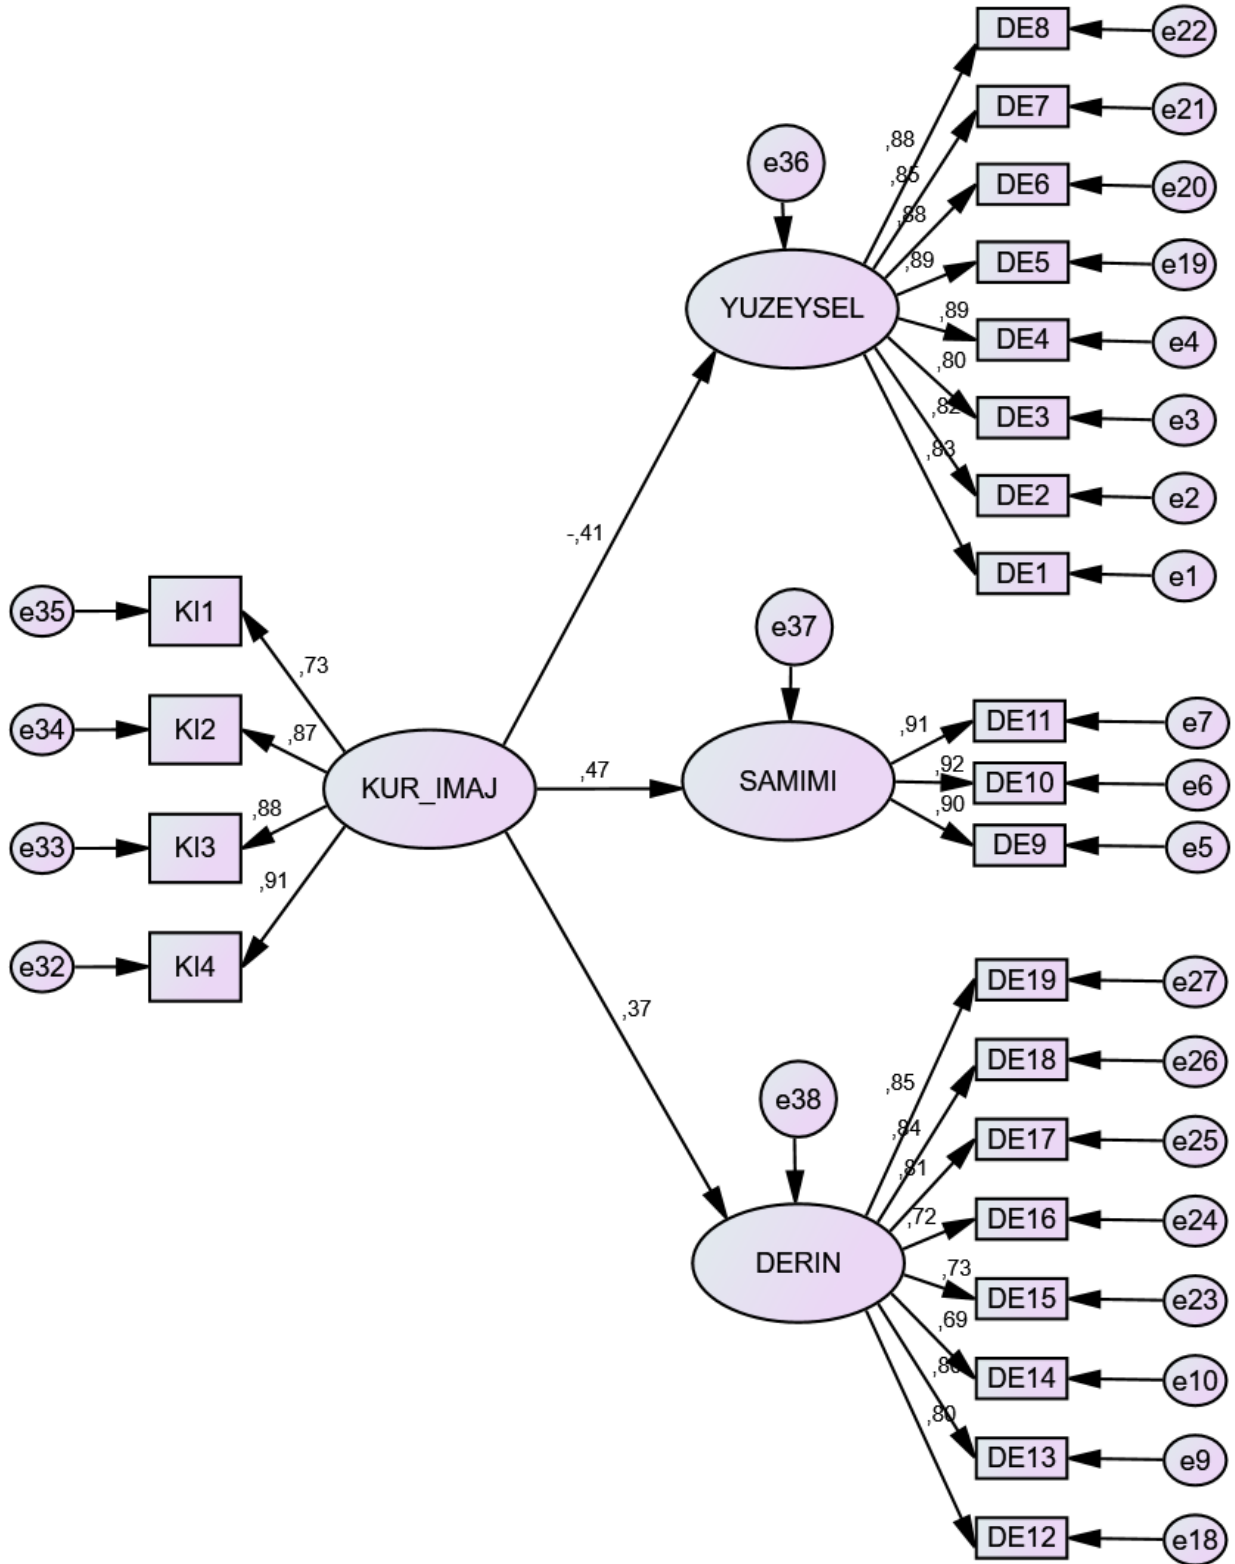 DE8
e22
,88
DE7
e21
,85
DE6
e20
,88
DE5
e19
,89
DE4
e4
,89
DE3
e3
,80
DE2
e2
,82
DE1
e1
,83
e36
YUZEYSEL
-,41
e35
KI1
,73
e34
KI2
,87
e33
KI3
,88
e32
KI4
,91
KUR_IMAJ
,47
,37
e37
SAMIMI
,91
DE11
e7
,92
DE10
e6
,90
DE9
e5
e38
DERIN
,85
DE19
e27
,84
DE18
e26
,81
DE17
e25
,72
DE16
e24
,73
DE15
e23
,69
DE14
e10
DE13
e9
,80
DE12
e18